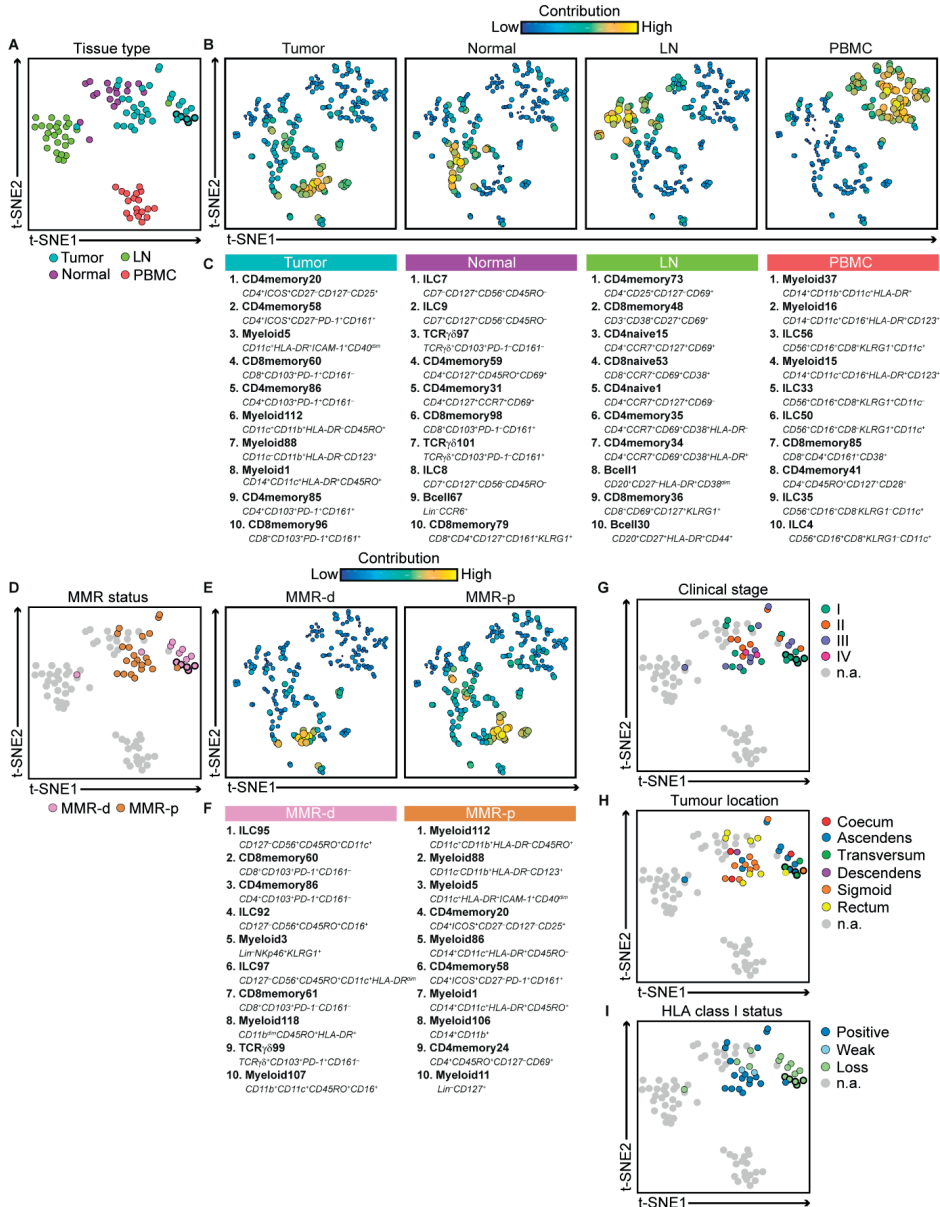 Contribution
Low High
A Tissue type
B Tumor Normal LN PBMC
t-SNE2
t-SNE1
Tumor LN
Normal PBMC
t-SNE2
t-SNE1
C
Tumor
1. CD4memory20
CD4⁺ICOS⁺CD27⁻CD127⁻CD25⁺
2. CD4memory58
CD4⁺ICOS⁺CD27⁻PD-1⁺CD161⁺
3. Myeloid5
CD11c⁺HLA-DR⁺ICAM-1⁺CD40ᵈⁱᵐ
4. CD8memory60
CD8⁺CD103⁺PD-1⁺CD161⁻
5. CD4memory86
CD4⁺CD103⁺PD-1⁺CD161⁻
6. Myeloid112
CD11c⁺CD11b⁺HLA-DR⁻CD45RO⁺
7. Myeloid88
CD11c⁻CD11b⁺HLA-DR⁻CD123⁺
8. Myeloid1
CD14⁺CD11c⁺HLA-DR⁺CD45RO⁺
9. CD4memory85
CD4⁺CD103⁺PD-1⁺CD161⁺
10. CD8memory96
CD8⁺CD103⁺PD-1⁺CD161⁺
Normal
1. ILC7
CD7⁻CD127⁺CD56⁺CD45RO⁻
2. ILC9
CD7⁺CD127⁺CD56⁺CD45RO⁻
3. TCRγδ97
TCRγδ⁺CD103⁺PD-1⁻CD161⁻
4. CD4memory59
CD4⁺CD127⁺CD45RO⁺CD69⁺
5. CD4memory31
CD4⁺CD127⁺CCR7⁺CD69⁺
6. CD8memory98
CD8⁺CD103⁺PD-1⁻CD161⁺
7. TCRγδ101
TCRγδ⁺CD103⁺PD-1⁻CD161⁺
8. ILC8
CD7⁺CD127⁺CD56⁻CD45RO⁻
9. Bcell67
Lin⁻CCR6⁺
10. CD8memory79
CD8⁺CD4⁺CD127⁺CD161⁺KLRG1⁺
LN
1. CD4memory73
CD4⁺CD25⁺CD127⁻CD69⁺
2. CD8memory48
CD3⁺CD38⁺CD27⁺CD69⁺
3. CD4naive15
CD4⁺CCR7⁺CD127⁺CD69⁺
4. CD8naive53
CD8⁺CCR7⁺CD69⁺CD38⁺
5. CD4naive1
CD4⁺CCR7⁺CD127⁺CD69⁻
6. CD4memory35
CD4⁺CCR7⁺CD69⁺CD38⁺HLA-DR⁻
7. CD4memory34
CD4⁺CCR7⁺CD69⁺CD38⁺HLA-DR⁺
8. Bcell1
CD20⁺CD27⁻HLA-DR⁺CD38ᵈⁱᵐ
9. CD8memory36
CD8⁺CD69⁺CD127⁺KLRG1⁺
10. Bcell30
CD20⁺CD27⁺HLA-DR⁺CD44⁺
PBMC
1. Myeloid37
CD14⁺CD11b⁺CD11c⁺HLA-DR⁺
2. Myeloid16
CD14⁻CD11c⁺CD16⁺HLA-DR⁺CD123⁺
3. ILC56
CD56⁺CD16⁺CD8⁺KLRG1⁺CD11c⁺
4. Myeloid15
CD14⁺CD11c⁺CD16⁺HLA-DR⁺CD123⁺
5. ILC33
CD56⁺CD16⁺CD8⁺KLRG1⁺CD11c⁻
6. ILC50
CD56⁺CD16⁺CD8⁻KLRG1⁺CD11c⁺
7. CD8memory85
CD8⁺CD4⁺CD161⁺CD38⁺
8. CD4memory41
CD4⁺CD45RO⁺CD127⁺CD28⁺
9. ILC35
CD56⁺CD16⁺CD8⁻KLRG1⁻CD11c⁺
10. ILC4
CD56⁺CD16⁺CD8⁺KLRG1⁻CD11c⁺
Contribution
Low High
D MMR status
t-SNE2
t-SNE1
MMR-d MMR-p
E MMR-d MMR-p
t-SNE2
t-SNE1
F
MMR-d
1. ILC95
CD127⁻CD56⁺CD45RO⁺CD11c⁺
2. CD8memory60
CD8⁺CD103⁺PD-1⁺CD161⁻
3. CD4memory86
CD4⁺CD103⁺PD-1⁺CD161⁻
4. ILC92
CD127⁻CD56⁺CD45RO⁺CD16⁺
5. Myeloid3
Lin⁻NKp46⁺KLRG1⁺
6. ILC97
CD127⁻CD56⁺CD45RO⁺CD11c⁺HLA-DRᵈⁱᵐ
7. CD8memory61
CD8⁺CD103⁺PD-1⁻CD161⁻
8. Myeloid118
CD11bᵈⁱᵐCD45RO⁺HLA-DR⁺
9. TCRγδ99
TCRγδ⁺CD103⁺PD-1⁺CD161⁻
10. Myeloid107
CD11b⁺CD11c⁺CD45RO⁺CD16⁺
MMR-p
1. Myeloid112
CD11c⁺CD11b⁺HLA-DR⁻CD45RO⁺
2. Myeloid88
CD11c⁻CD11b⁺HLA-DR⁻CD123⁺
3. Myeloid5
CD11c⁺HLA-DR⁺ICAM-1⁺CD40ᵈⁱᵐ
4. CD4memory20
CD4⁺ICOS⁺CD27⁻CD127⁻CD25⁺
5. Myeloid86
CD14⁺CD11c⁺HLA-DR⁺CD45RO⁺
6. CD4memory58
CD4⁺ICOS⁺CD27⁻PD-1⁺CD161⁺
7. Myeloid1
CD14⁺CD11c⁺HLA-DR⁺CD45RO⁺
8. Myeloid106
CD14⁺CD11b⁺
9. CD4memory24
CD4⁺CD45RO⁺CD127⁻CD69⁺
10. Myeloid11
Lin⁻CD127⁺
G Clinical stage
I
II
III
IV
n.a.
t-SNE2
t-SNE1
H Tumour location
Coecum
Ascendens
Transversum
Descendens
Sigmoid
Rectum
n.a.
t-SNE2
t-SNE1
I HLA class I status
Positive
Weak
Loss
n.a.
t-SNE2
t-SNE1